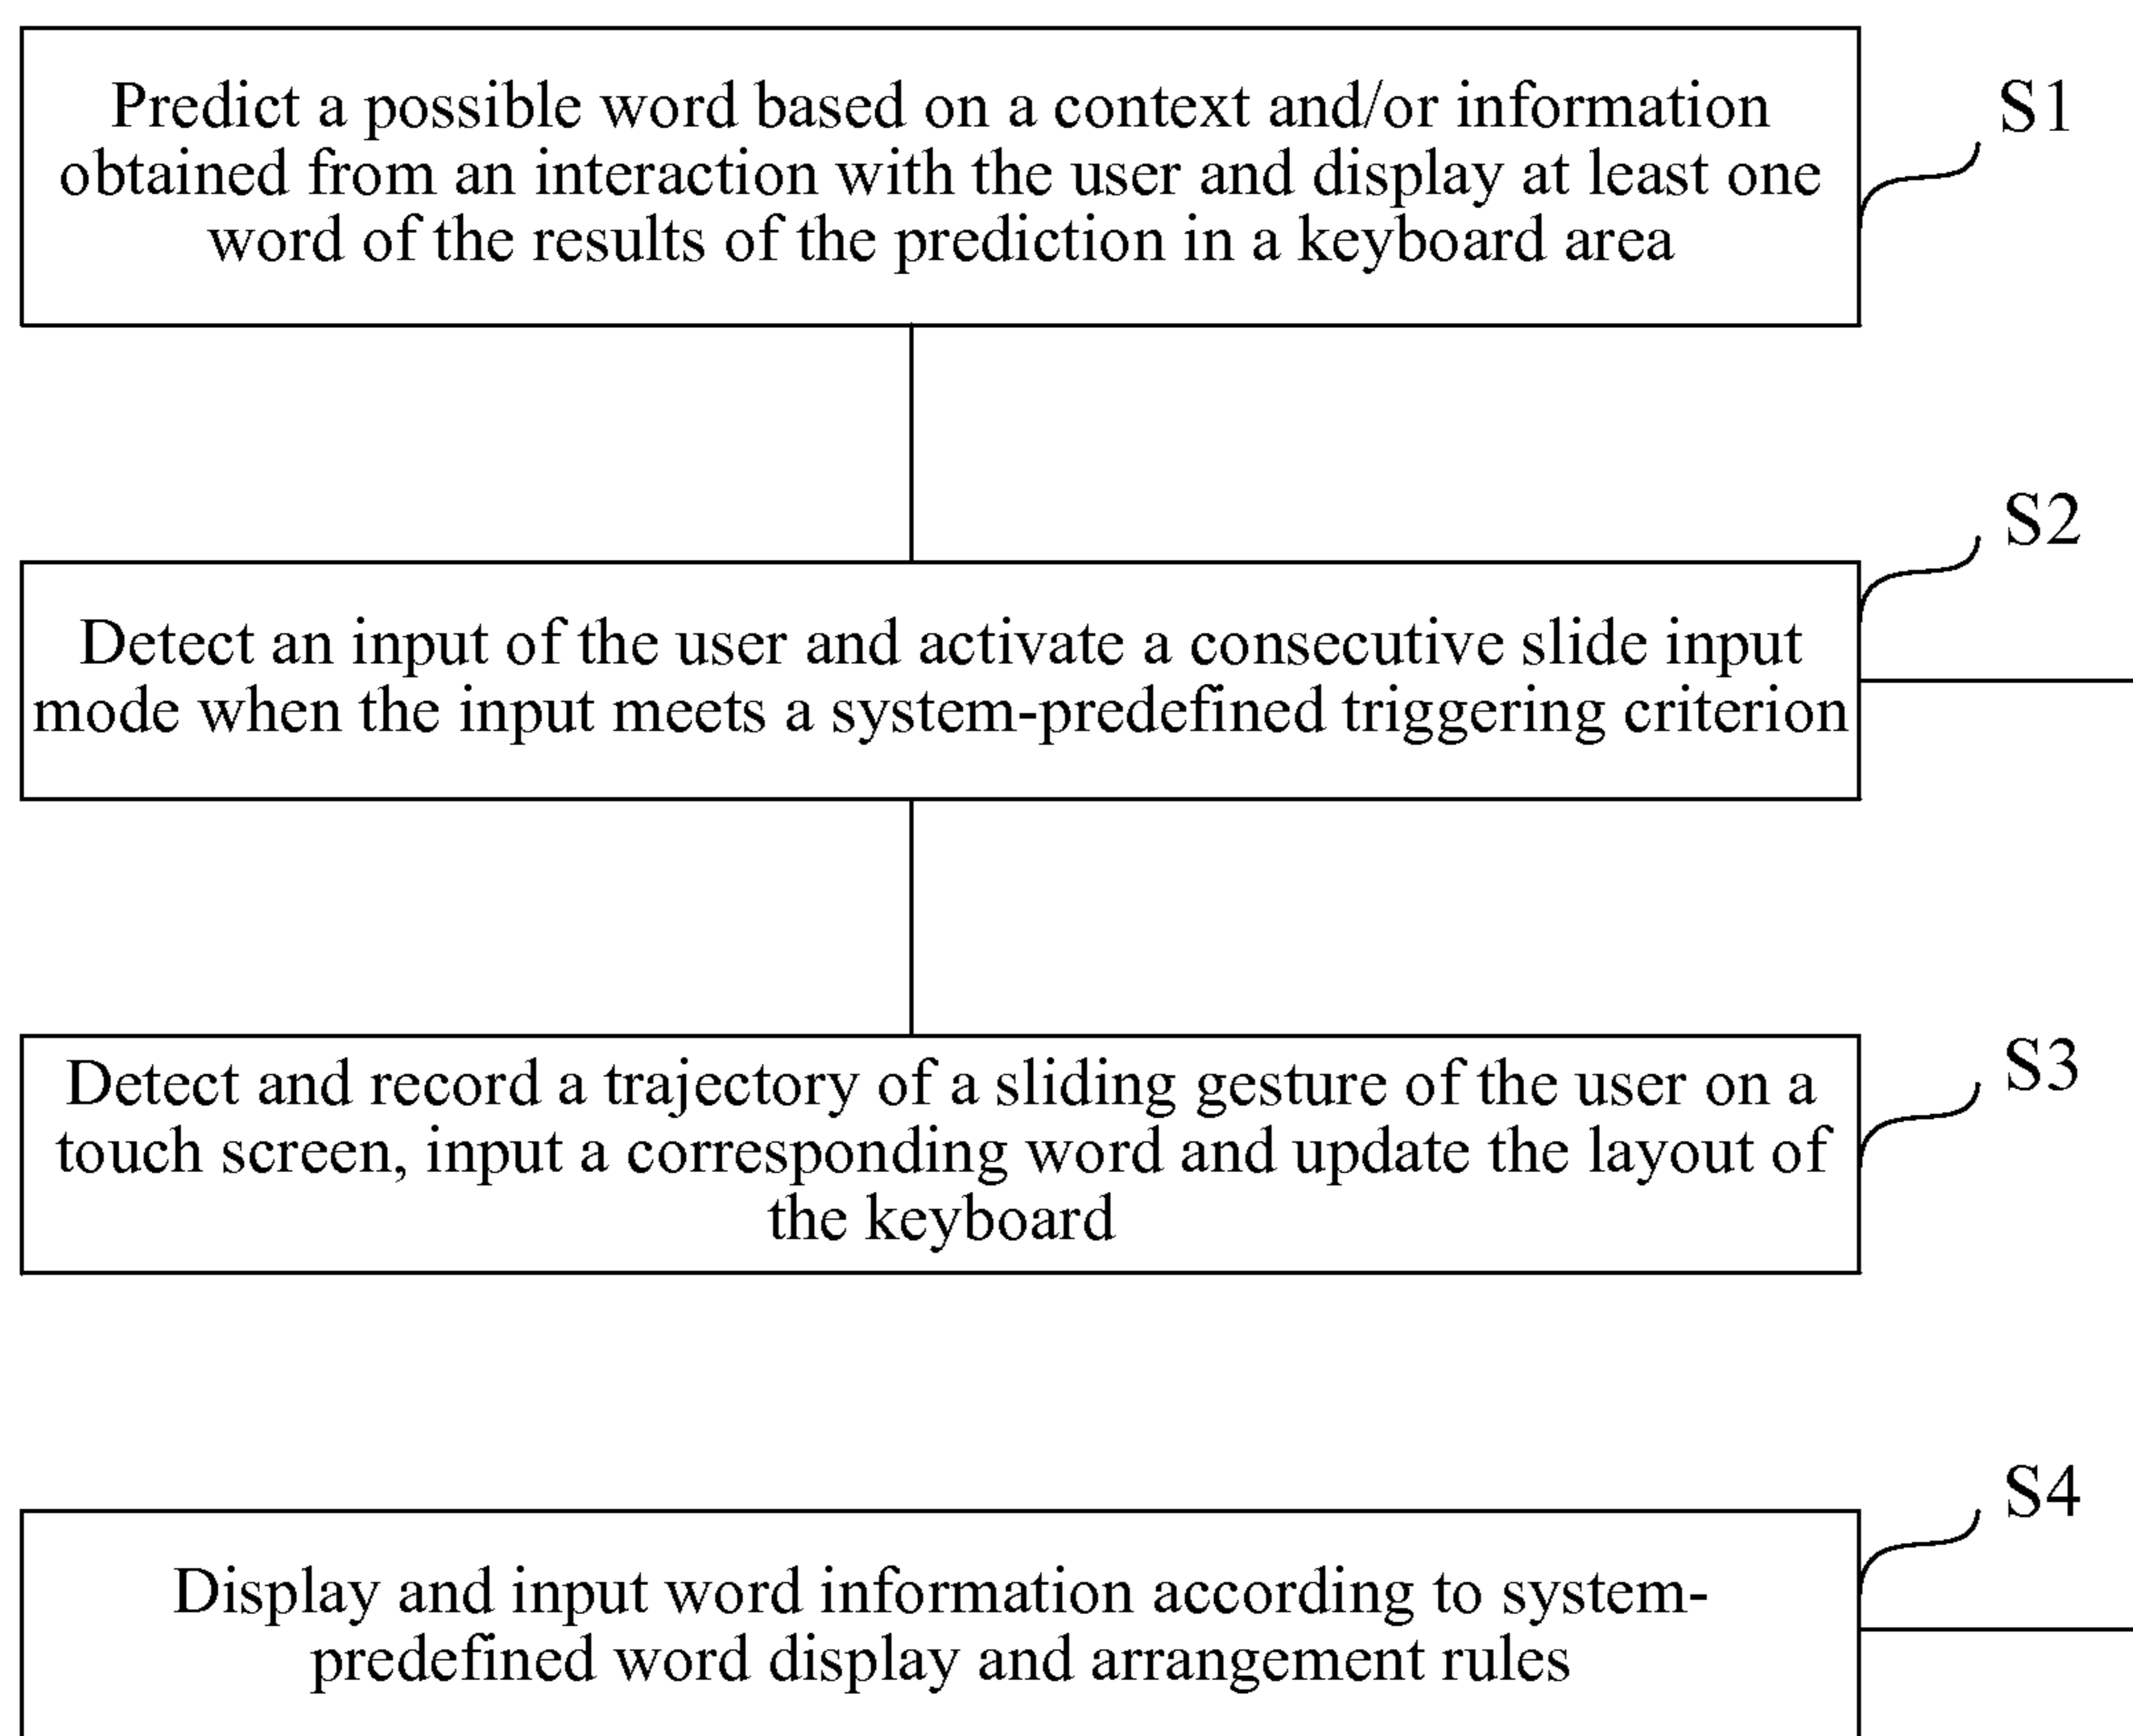 Predict a possible word based on a context and/or information
obtained from an interaction with the user and display at least one
word of the results of the prediction in a keyboard area
S1
Detect an input of the user and activate a consecutive slide input
mode when the input meets a system-predefined triggering criterion
S2
Detect and record a trajectory of a sliding gesture of the user on a
touch screen, input a corresponding word and update the layout of
the keyboard
S3
Display and input word information according to system-
predefined word display and arrangement rules
S4